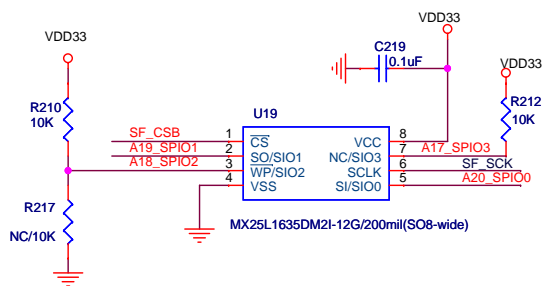 VDD33
C219
0.1uF
VDD33
R210
10K
R212
10K
U19
SF_CSB
A19_SPIO1
A18_SPIO2
1
2
3
4
CS
SO/SIO1
WP/SIO2
VSS
VCC
NC/SIO3
SCLK
SI/SIO0
8
7
6
5
A17_SPIO3
SF_SCK
A20_SPIO0
VDD33
R217
NC/10K
MX25L1635DM2I-12G/200mil(SO8-wide)